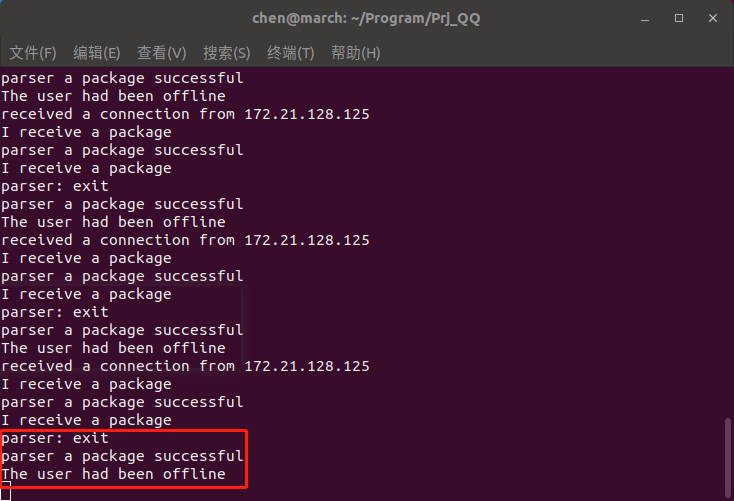 chen@march: ~/Program/Prj_QQ
文件(F) 编辑(E) 查看(V) 搜索(S) 终端(T) 帮助(H)
parser a package successful
The user had been offline
received a connection from 172.21.128.125
I receive a package
parser a package successful
I receive a package
parser: exit
parser a package successful
The user had been offline
received a connection from 172.21.128.125
I receive a package
parser a package successful
I receive a package
parser: exit
parser a package successful
The user had been offline
received a connection from 172.21.128.125
I receive a package
parser a package successful
I receive a package
parser: exit
parser a package successful
The user had been offline